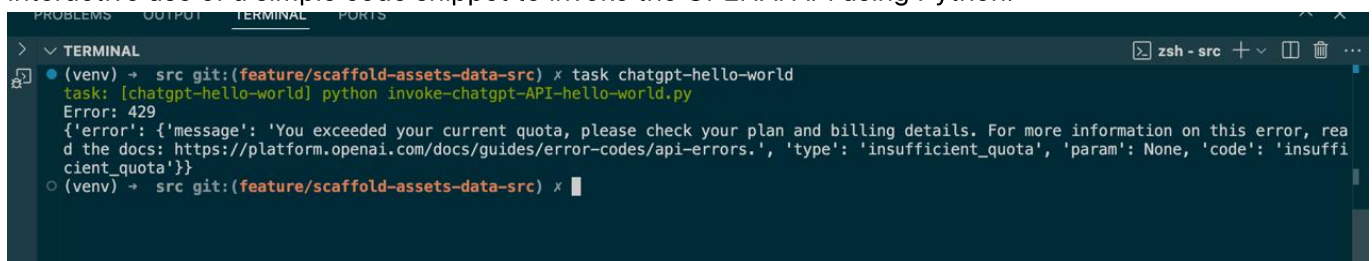 PROBLEMS OUTPUT TERMINAL PORTS
> TERMINAL zsh - src
(venv) → src git:(feature/scaffold-assets-data-src) ✗ task chatgpt-hello-world
task: [chatgpt-hello-world] python invoke-chatgpt-API-hello-world.py
Error: 429
{'error': {'message': 'You exceeded your current quota, please check your plan and billing details. For more information on this error, rea
d the docs: https://platform.openai.com/docs/guides/error-codes/api-errors.', 'type': 'insufficient_quota', 'param': None, 'code': 'insuffi
cient_quota'}}
(venv) → src git:(feature/scaffold-assets-data-src) ✗